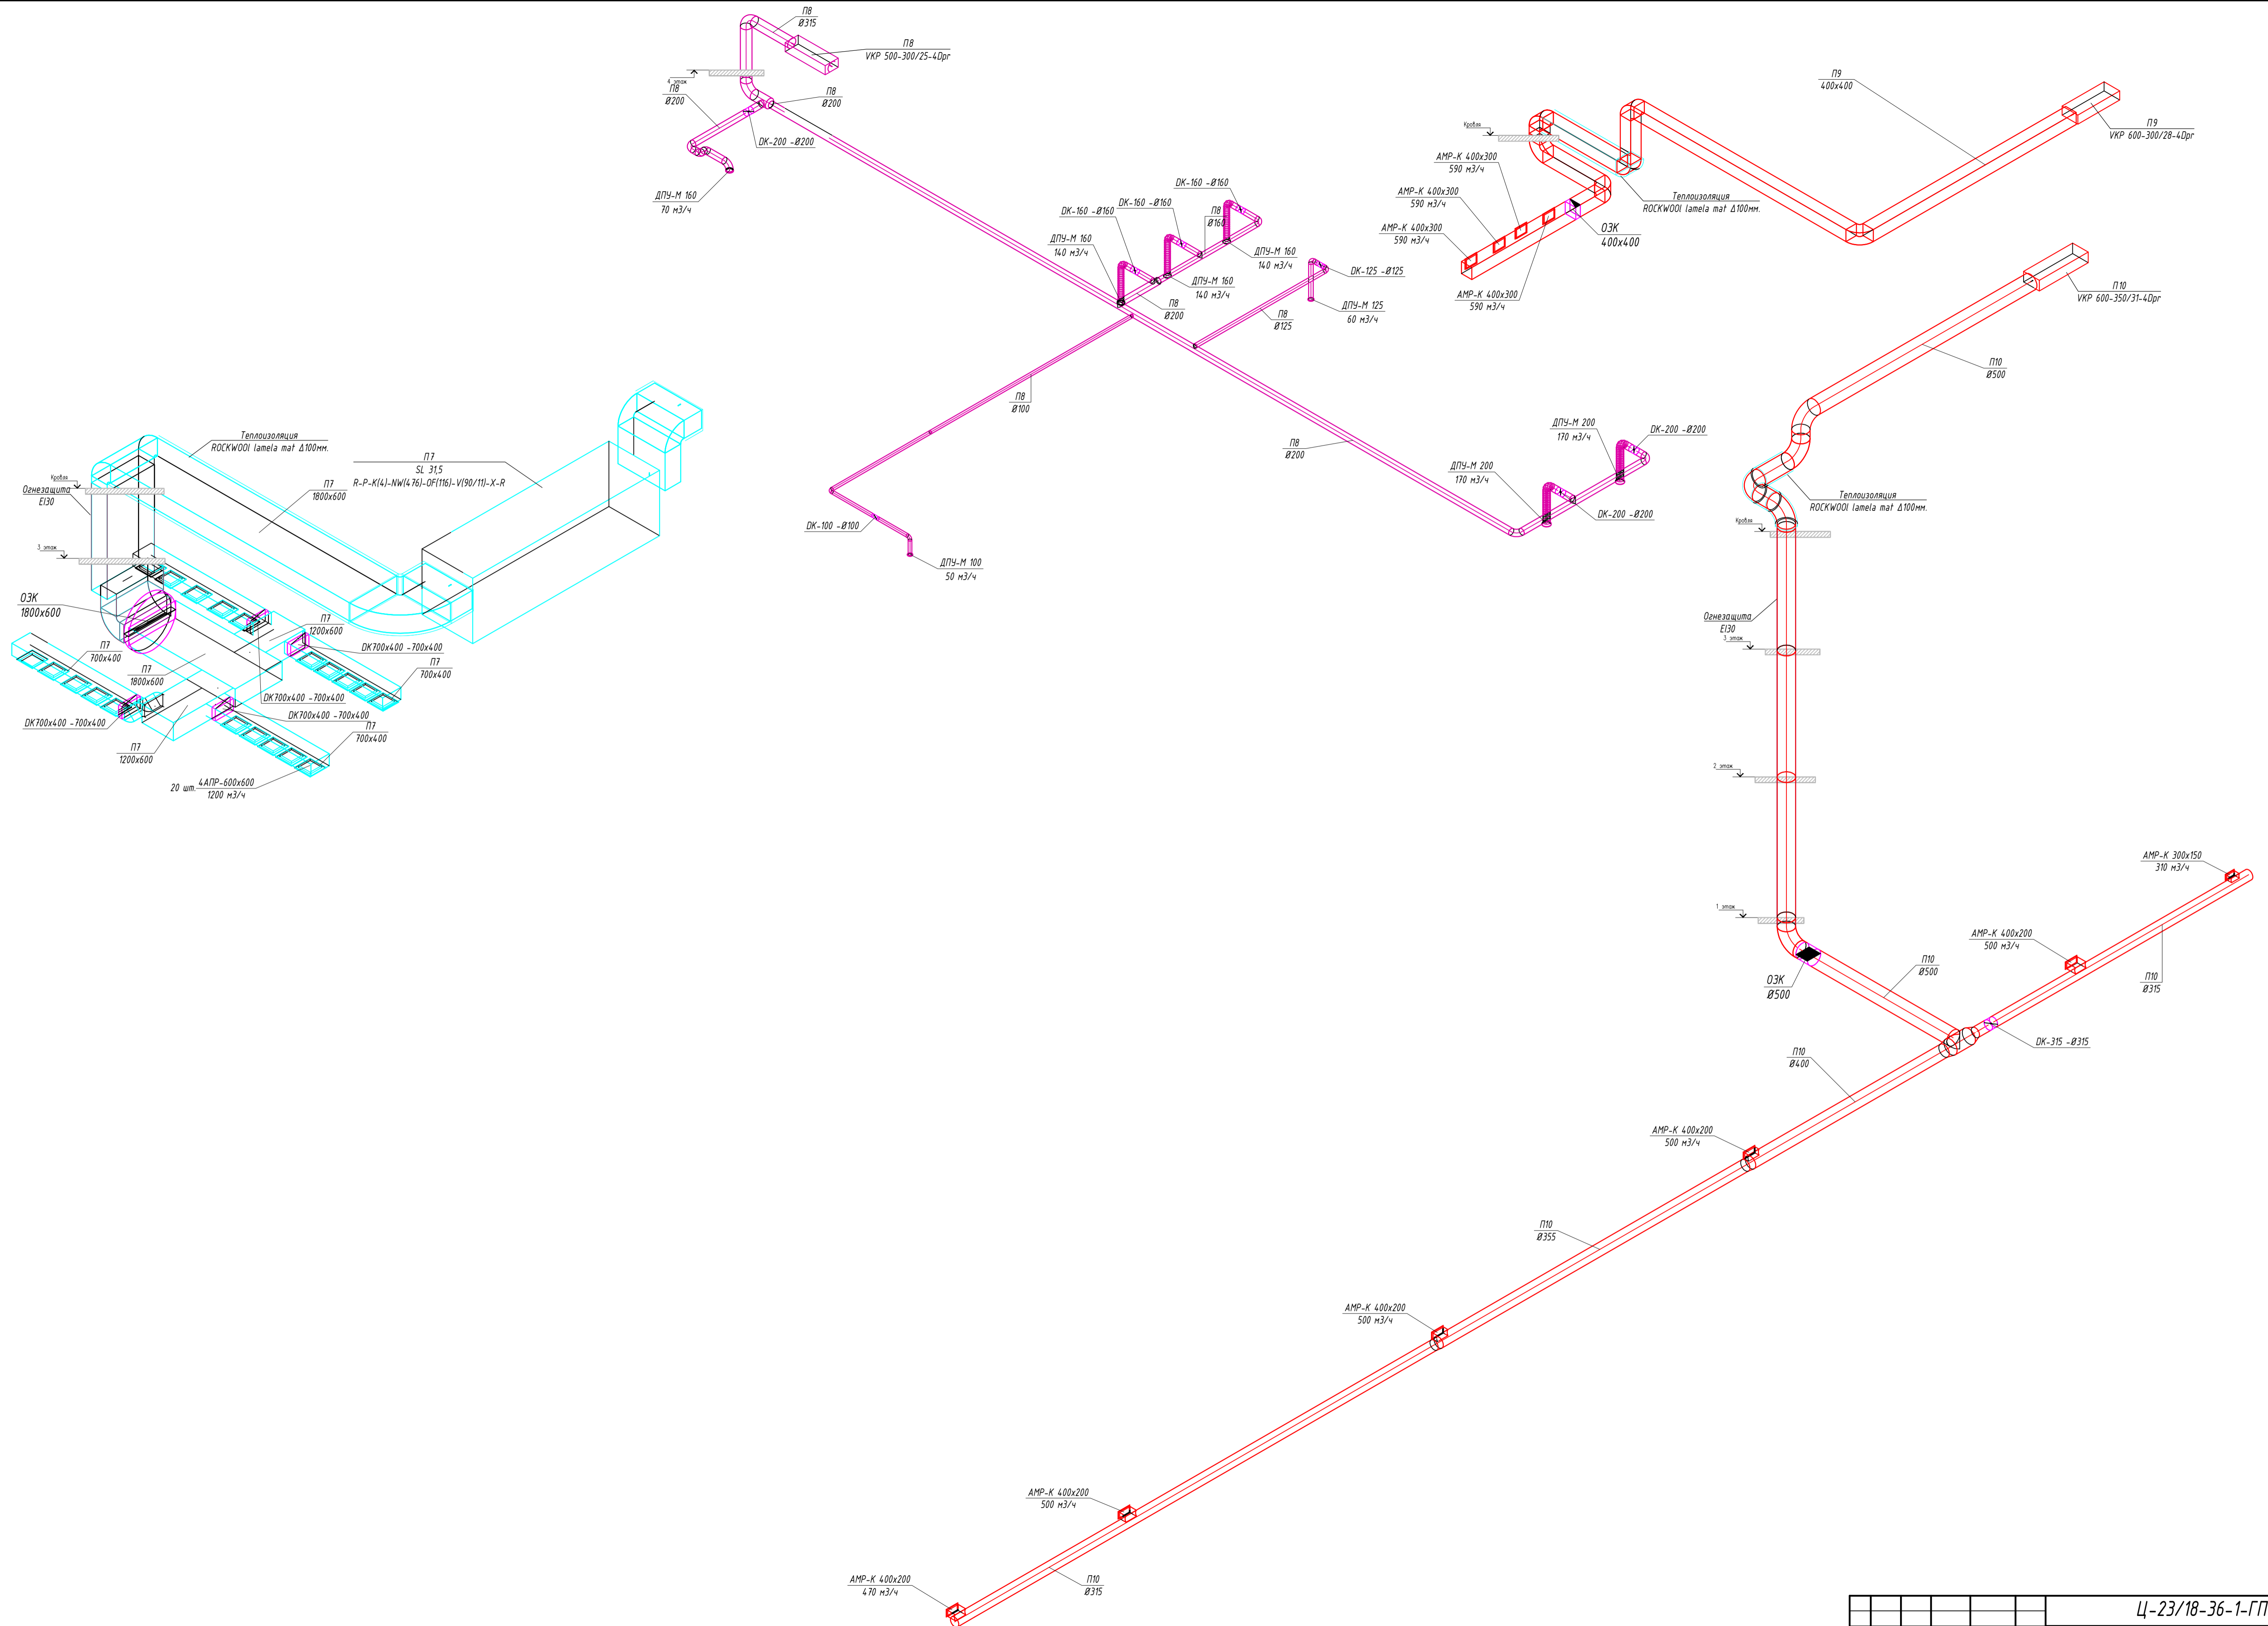 П8
Ø315
П8
VKP 500-300/25-4Dpr
4 этаж
П8
Ø200
П8
Ø200
DK-200 -Ø200
ДПУ-М 160
70 м3/ч
DK-160 -Ø160
DK-160 -Ø160
DK-160 -Ø160
П8
Ø160
ДПУ-М 160
140 м3/ч
ДПУ-М 160
140 м3/ч
ДПУ-М 160
140 м3/ч
П8
Ø200
DK-125 -Ø125
ДПУ-М 125
60 м3/ч
П8
Ø125
П8
Ø100
П8
Ø200
ДПУ-М 200
170 м3/ч
DK-200 -Ø200
ДПУ-М 200
170 м3/ч
DK-200 -Ø200
DK-100 -Ø100
ДПУ-М 100
50 м3/ч
П9
400x400
П9
VKP 600-300/28-4Dpr
Кровля
АМР-К 400x300
590 м3/ч
АМР-К 400x300
590 м3/ч
АМР-К 400x300
590 м3/ч
АМР-К 400x300
590 м3/ч
Теплоизоляция
ROCKWOOl lamela mat Δ100мм.
ОЗК
400x400
П10
VKP 600-350/31-4Dpr
П10
Ø500
Теплоизоляция
ROCKWOOl lamela mat Δ100мм.
Кровля
Огнезащита
EI30
3 этаж
2 этаж
1 этаж
ОЗК
Ø500
П10
Ø500
АМР-К 300x150
310 м3/ч
АМР-К 400x200
500 м3/ч
П10
Ø315
DK-315 -Ø315
П10
Ø400
АМР-К 400x200
500 м3/ч
П10
Ø355
АМР-К 400x200
500 м3/ч
АМР-К 400x200
500 м3/ч
АМР-К 400x200
470 м3/ч
П10
Ø315
Теплоизоляция
ROCKWOOl lamela mat Δ100мм.
П7
SL 31,5
R-P-K(4)-NW(476)-OF(116)-V(90/11)-X-R
П7
1800x600
Кровля
Огнезащита
EI30
3 этаж
ОЗК
1800x600
П7
700x400
П7
1800x600
П7
1200x600
DK700x400 -700x400
П7
700x400
DK700x400 -700x400
DK700x400 -700x400
DK700x400 -700x400
П7
700x400
П7
1200x600
20 шт.
4АПР-600x600
1200 м3/ч
Ц-23/18-36-1-ГП